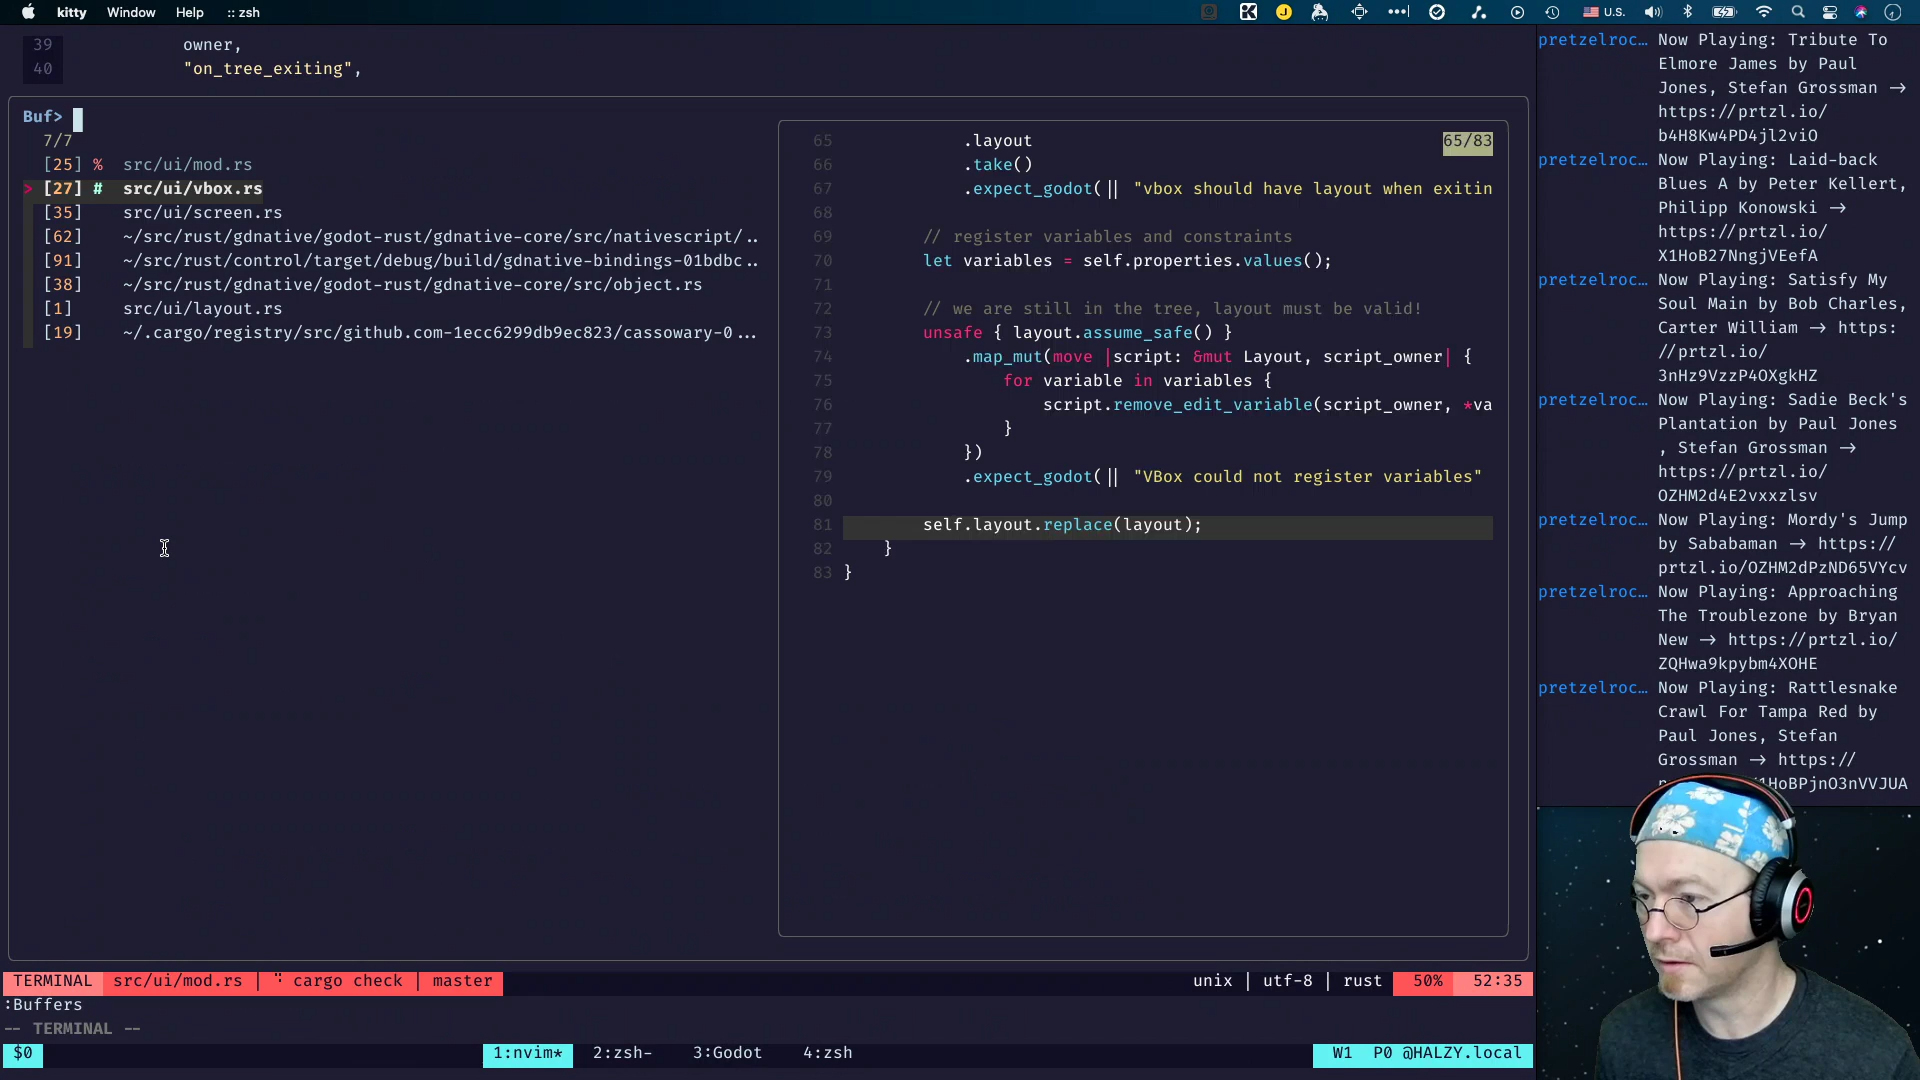 kitty Window Help :: zsh
U.S.
39 owner,
40 "on_tree_exiting",
Buf>
7/7
[25] % src/ui/mod.rs
> [27] # src/ui/vbox.rs
[35] src/ui/screen.rs
[62] ~/src/rust/gdnative/godot-rust/gdnative-core/src/nativescript/..
[91] ~/src/rust/control/target/debug/build/gdnative-bindings-01bdbc..
[38] ~/src/rust/gdnative/godot-rust/gdnative-core/src/object.rs
[1] src/ui/layout.rs
[19] ~/.cargo/registry/src/github.com-1ecc6299db9ec823/cassowary-0...
65/83
65 .layout
66 .take()
67 .expect_godot(|| "vbox should have layout when exitin
68
69 // register variables and constraints
70 let variables = self.properties.values();
71
72 // we are still in the tree, layout must be valid!
73 unsafe { layout.assume_safe() }
74 .map_mut(move |script: &mut Layout, script_owner| {
75 for variable in variables {
76 script.remove_edit_variable(script_owner, *va
77 }
78 })
79 .expect_godot(|| "VBox could not register variables"
80
81 self.layout.replace(layout);
82 }
83 }
TERMINAL src/ui/mod.rs | cargo check | master
unix | utf-8 | rust 50% 52:35
:Buffers
-- TERMINAL --
$0 1:nvim* 2:zsh- 3:Godot 4:zsh W1 P0 @HALZY.local
pretzelroc… Now Playing: Tribute To
Elmore James by Paul
Jones, Stefan Grossman →
https://prtzl.io/
b4H8Kw4PD4jl2viO
pretzelroc… Now Playing: Laid-back
Blues A by Peter Kellert,
Philipp Konowski →
https://prtzl.io/
X1HoB27NngjVEefA
pretzelroc… Now Playing: Satisfy My
Soul Main by Bob Charles,
Carter William → https:
//prtzl.io/
3nHz9VzzP4OXgkHZ
pretzelroc… Now Playing: Sadie Beck's
Plantation by Paul Jones
, Stefan Grossman →
https://prtzl.io/
OZHM2d4E2vxxzlsv
pretzelroc… Now Playing: Mordy's Jump
by Sababaman → https://
prtzl.io/OZHM2dPzND65VYcv
pretzelroc… Now Playing: Approaching
The Troublezone by Bryan
New → https://prtzl.io/
ZQHwa9kpybm4XOHE
pretzelroc… Now Playing: Rattlesnake
Crawl For Tampa Red by
Paul Jones, Stefan
Grossman → https://